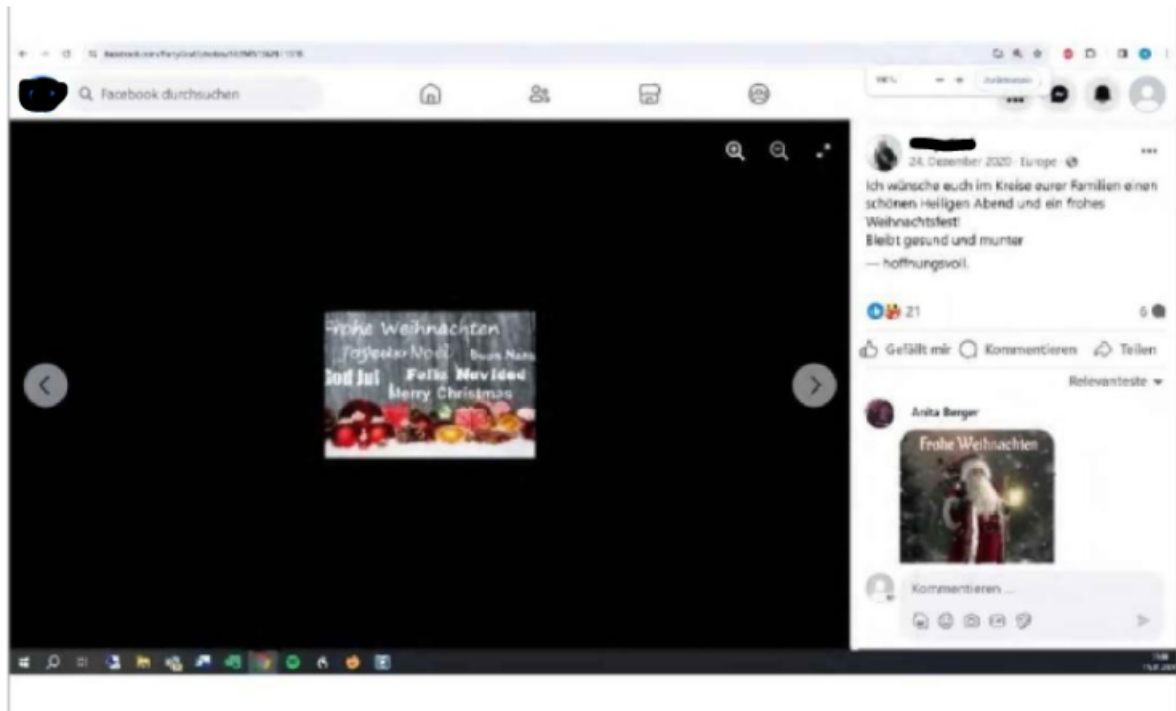 Facebook durchsuchen
24. Dezember 2020 · Europe ·
Ich wünsche euch im Kreise eurer Familien einen
schönen Heiligen Abend und ein frohes
Weihnachtsfest!
Bleibt gesund und munter
— hoffnungsvoll.
21
6
Gefällt mir
Kommentieren
Teilen
Relevanteste
Anita Berger
Frohe Weihnachten
Kommentieren ...
Frohe Weihnachten
God Jul
Feliz Navidad
Merry Christmas